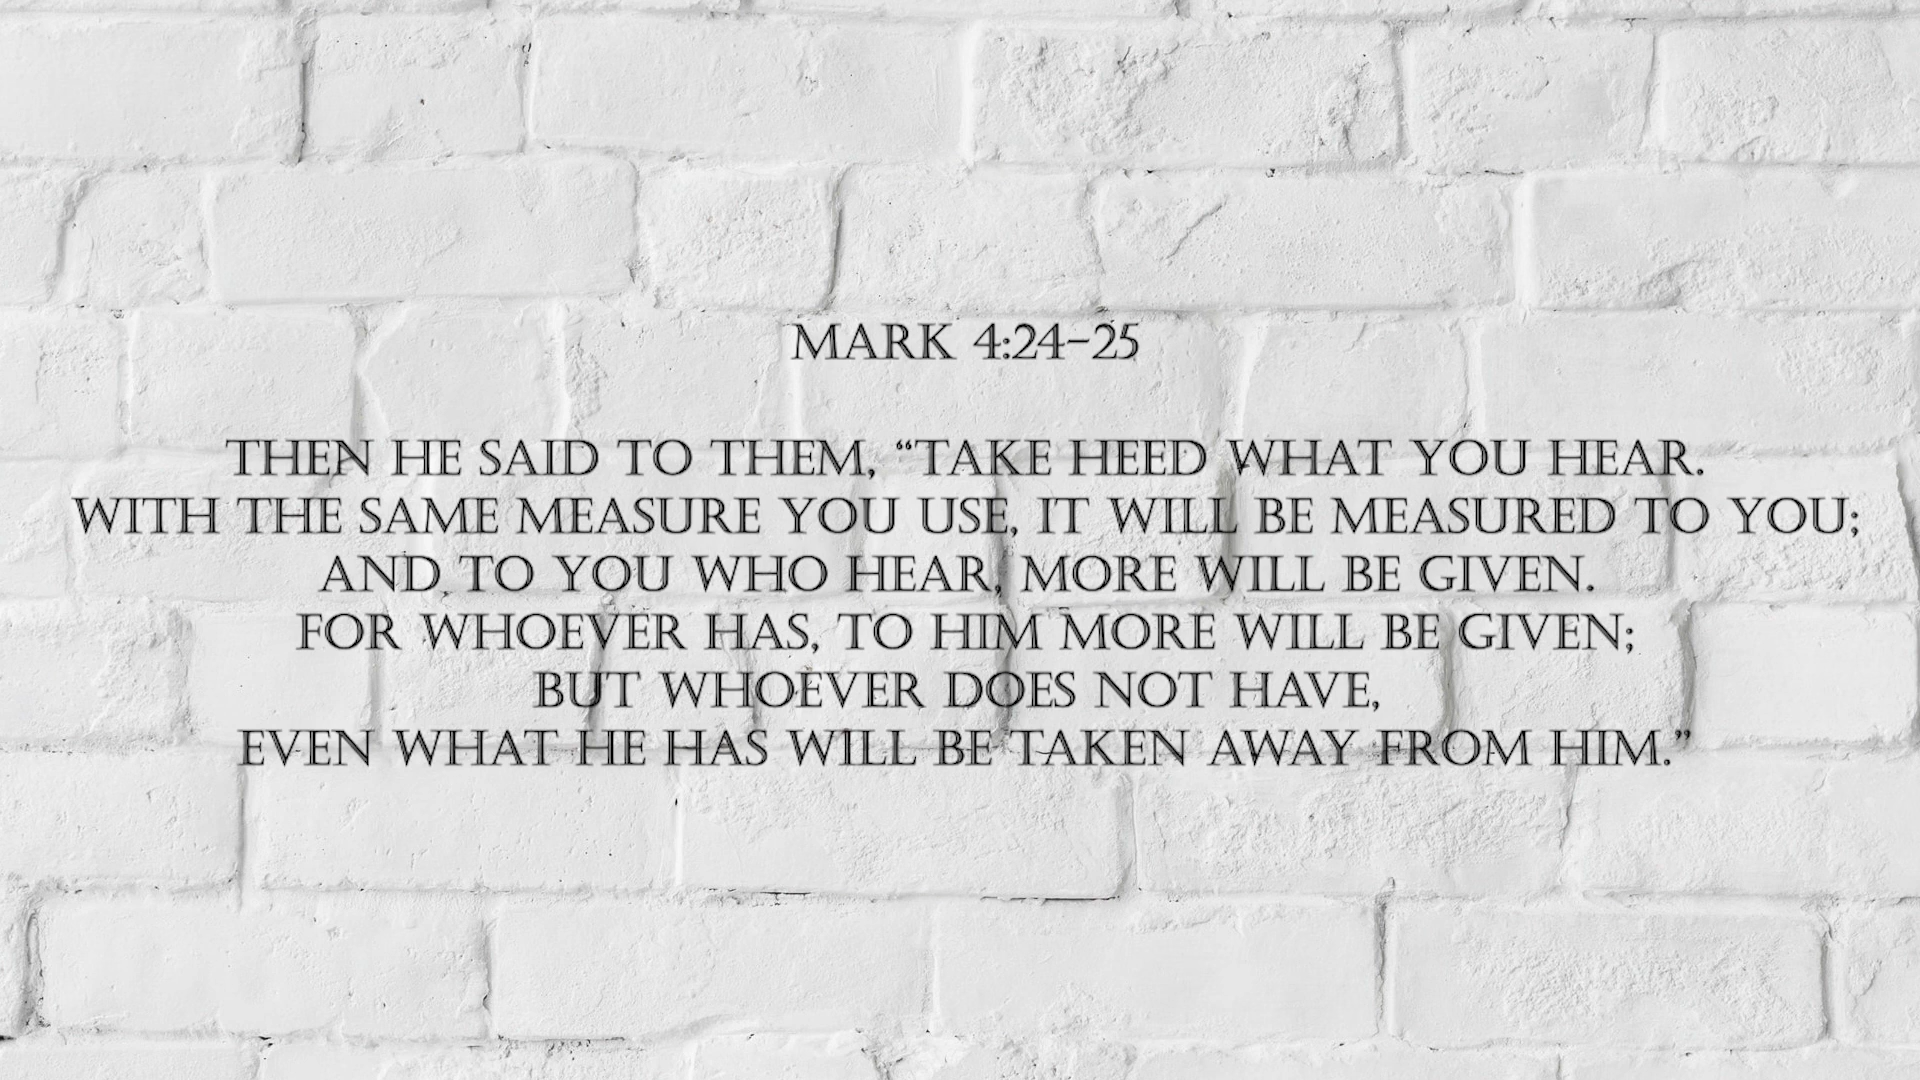 MARK 4:24-25
THEN HE SAID TO THEM, “TAKE HEED WHAT YOU HEAR.
WITH THE SAME MEASURE YOU USE, IT WILL BE MEASURED TO YOU;
AND TO YOU WHO HEAR, MORE WILL BE GIVEN.
FOR WHOEVER HAS, TO HIM MORE WILL BE GIVEN;
BUT WHOEVER DOES NOT HAVE,
EVEN WHAT HE HAS WILL BE TAKEN AWAY FROM HIM.”